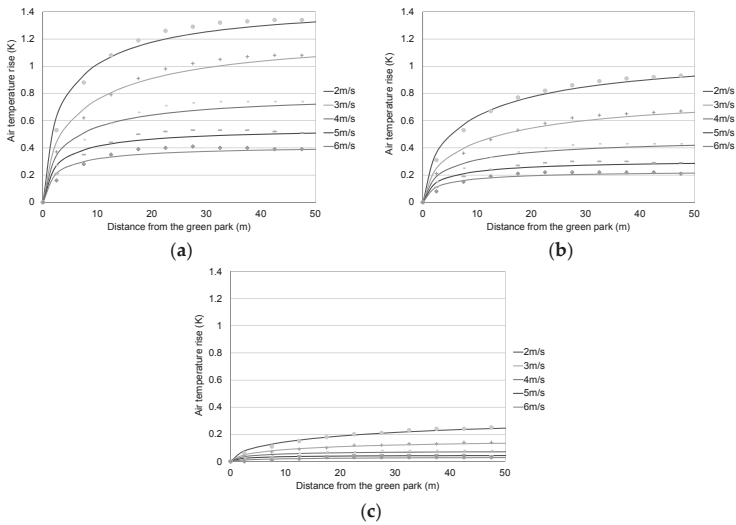 1.4
1.2
1
0.8
0.6
0.4
0.2
0
Air temperature rise (K)
0 10 20 30 40 50
Distance from the green park (m)
2m/s
3m/s
4m/s
5m/s
6m/s
(a)
1.4
1.2
1
0.8
0.6
0.4
0.2
0
Air temperature rise (K)
0 10 20 30 40 50
Distance from the green park (m)
2m/s
3m/s
4m/s
5m/s
6m/s
(b)
1.4
1.2
1
0.8
0.6
0.4
0.2
0
Air temperature rise (K)
0 10 20 30 40 50
Distance from the green park (m)
2m/s
3m/s
4m/s
5m/s
6m/s
(c)